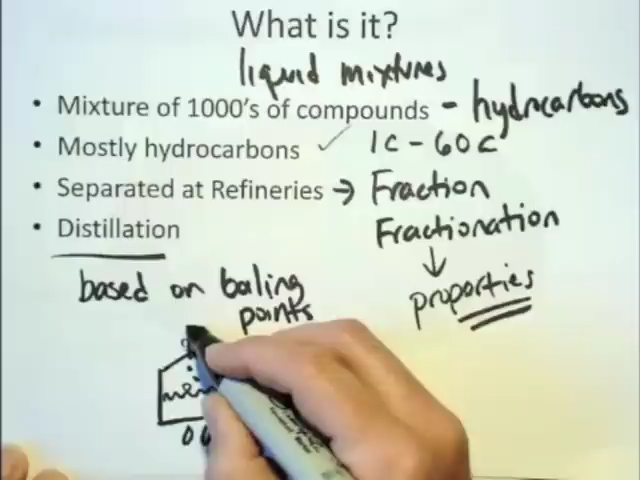 What is it?
liquid mixtures
• Mixture of 1000's of compounds - hydrocarbons
• Mostly hydrocarbons ✓ 1C - 60C
• Separated at Refineries → Fraction
• Distillation Fractionation
based on boiling points
properties